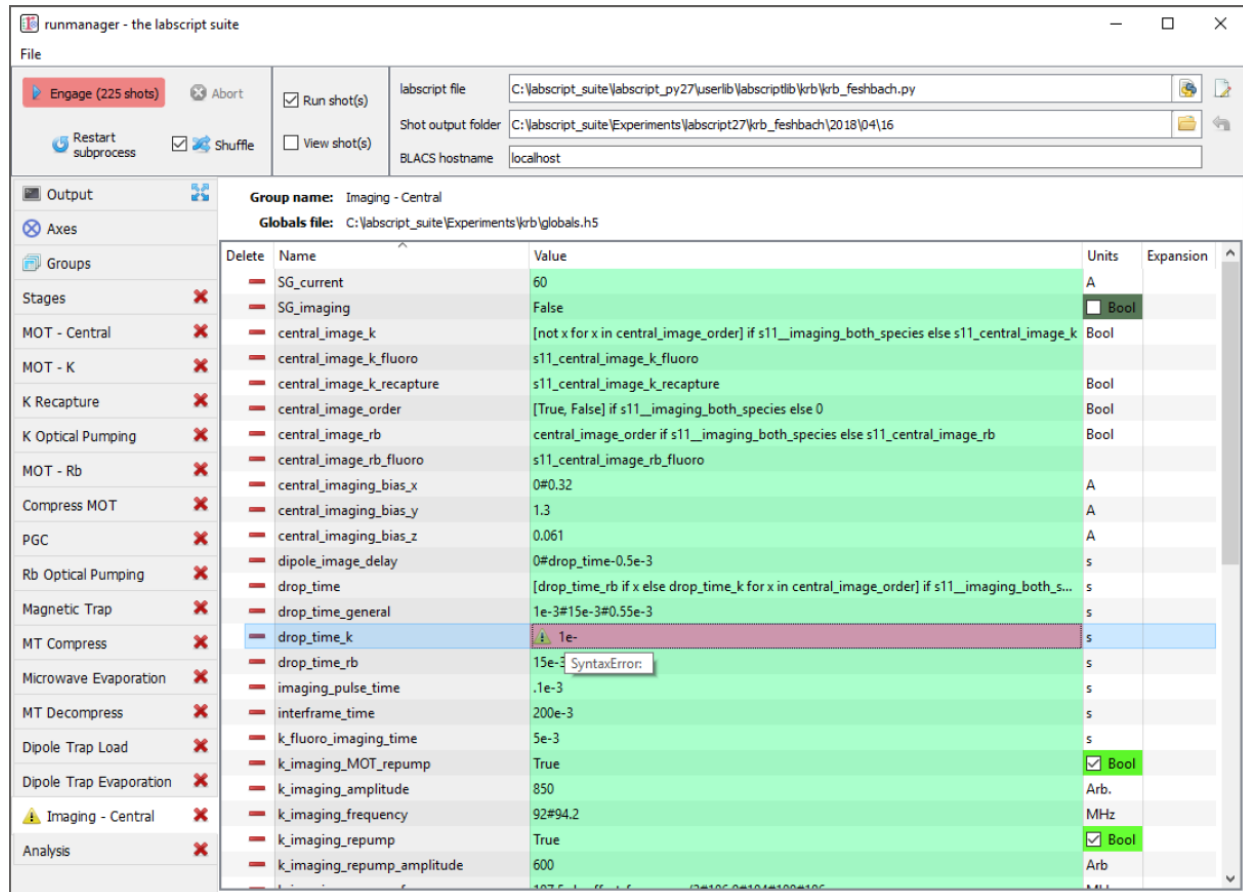 runmanager - the labscript suite
File
Engage (225 shots)
Abort
Restart
subprocess
Shuffle
Run shot(s)
View shot(s)
labscript file
C:\labscript_suite\labscript_py27\userlib\labscriptlib\krb\krb_feshbach.py
Shot output folder
C:\labscript_suite\Experiments\labscript27\krb_feshbach\2018\04\16
BLACS hostname
localhost
Output
Axes
Groups
Stages
MOT - Central
MOT - K
K Recapture
K Optical Pumping
MOT - Rb
Compress MOT
PGC
Rb Optical Pumping
Magnetic Trap
MT Compress
Microwave Evaporation
MT Decompress
Dipole Trap Load
Dipole Trap Evaporation
Imaging - Central
Analysis
Group name: Imaging - Central
Globals file: C:\labscript_suite\Experiments\krb\globals.h5
Delete Name Value Units Expansion
SG_current 60 A
SG_imaging False Bool
central_image_k [not x for x in central_image_order] if s11__imaging_both_species else s11_central_image_k Bool
central_image_k_fluoro s11_central_image_k_fluoro
central_image_k_recapture s11_central_image_k_recapture Bool
central_image_order [True, False] if s11__imaging_both_species else 0 Bool
central_image_rb central_image_order if s11__imaging_both_species else s11_central_image_rb Bool
central_image_rb_fluoro s11_central_image_rb_fluoro
central_imaging_bias_x 0#0.32 A
central_imaging_bias_y 1.3 A
central_imaging_bias_z 0.061 A
dipole_image_delay 0#drop_time-0.5e-3 s
drop_time [drop_time_rb if x else drop_time_k for x in central_image_order] if s11__imaging_both_s... s
drop_time_general 1e-3#15e-3#0.55e-3 s
drop_time_k 1e- s
drop_time_rb 15e-3 s
SyntaxError:
imaging_pulse_time .1e-3 s
interframe_time 200e-3 s
k_fluoro_imaging_time 5e-3 s
k_imaging_MOT_repump True Bool
k_imaging_amplitude 850 Arb.
k_imaging_frequency 92#94.2 MHz
k_imaging_repump True Bool
k_imaging_repump_amplitude 600 Arb